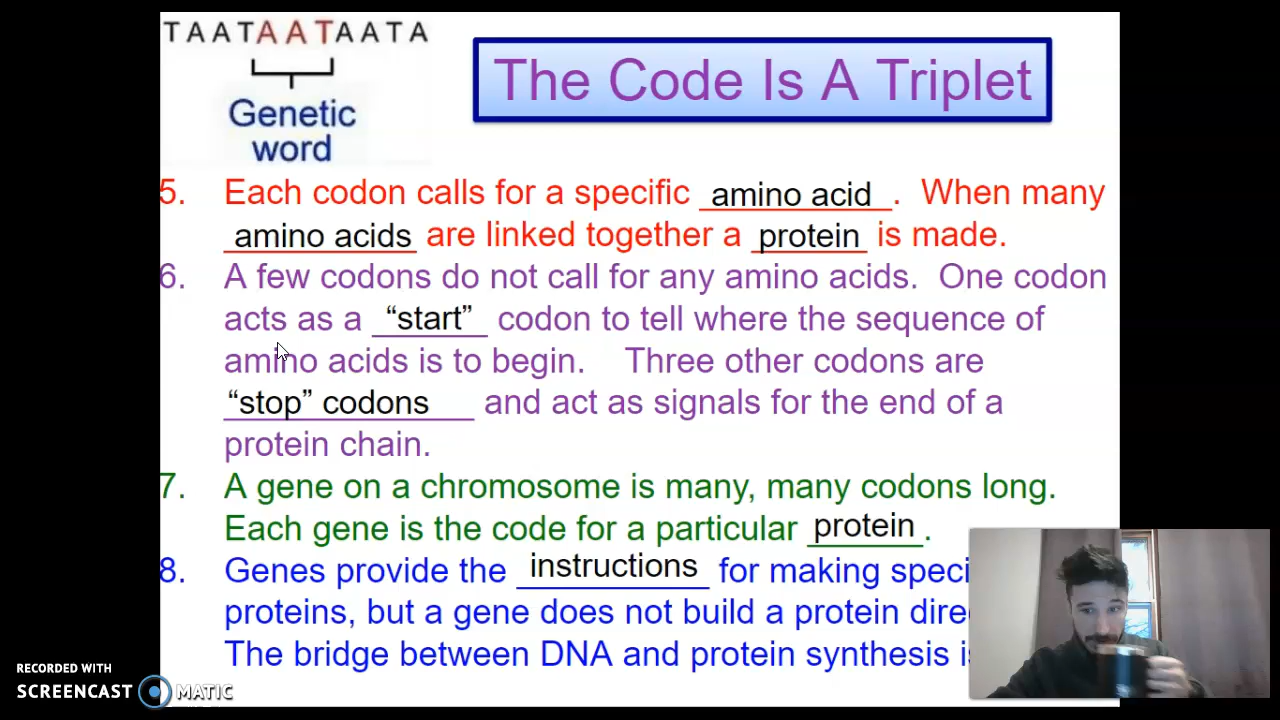 TAATAATAATA
The Code Is A Triplet
Genetic
word
5. Each codon calls for a specific amino acid. When many
amino acids are linked together a protein is made.
6. A few codons do not call for any amino acids. One codon
acts as a “start” codon to tell where the sequence of
amino acids is to begin. Three other codons are
“stop” codons and act as signals for the end of a
protein chain.
7. A gene on a chromosome is many, many codons long.
Each gene is the code for a particular protein.
8. Genes provide the instructions for making speci
proteins, but a gene does not build a protein dire
The bridge between DNA and protein synthesis is
RECORDED WITH
SCREENCAST MATIC